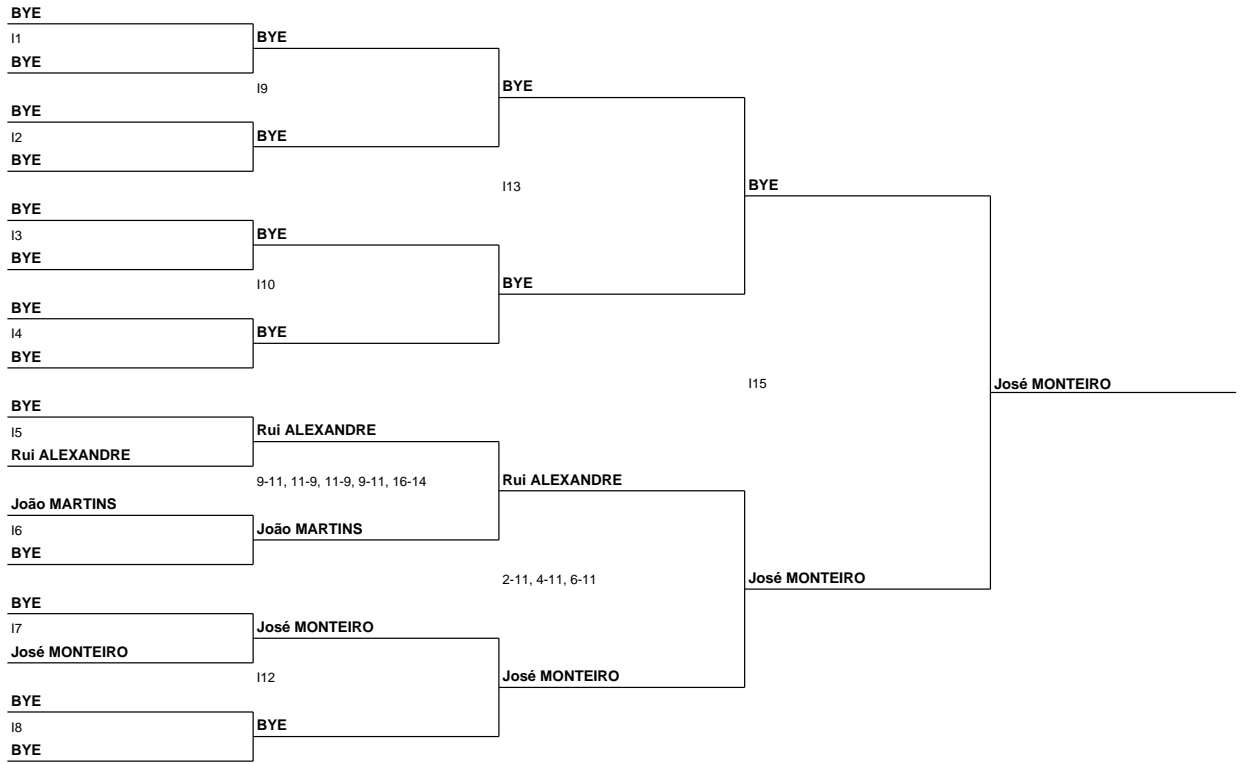 BYE
I1
BYE
BYE
I9
BYE
BYE
I2
BYE
BYE
I13
BYE
BYE
I3
BYE
BYE
I10
BYE
BYE
I4
BYE
BYE
I15
José MONTEIRO
BYE
I5
Rui ALEXANDRE
Rui ALEXANDRE
9-11, 11-9, 11-9, 9-11, 16-14
Rui ALEXANDRE
João MARTINS
I6
João MARTINS
BYE
2-11, 4-11, 6-11
José MONTEIRO
BYE
I7
José MONTEIRO
José MONTEIRO
I12
José MONTEIRO
BYE
I8
BYE
BYE